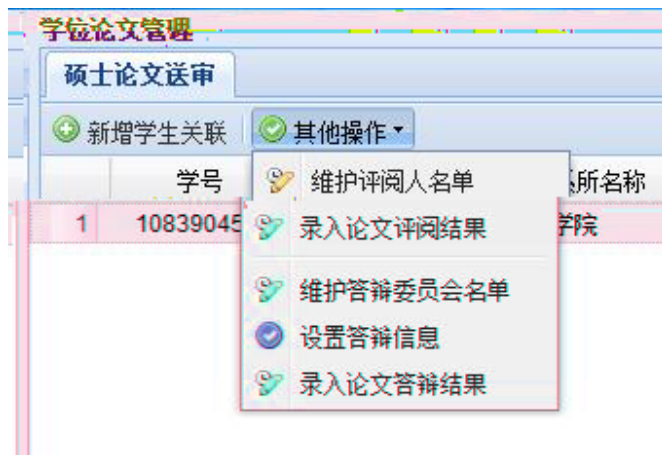 学位论文管理
硕士论文送审
新增学生关联 其他操作
学号 所名称
维护评阅人名单
1 10839045 学院
录入论文评阅结果
维护答辩委员会名单
设置答辩信息
录入论文答辩结果